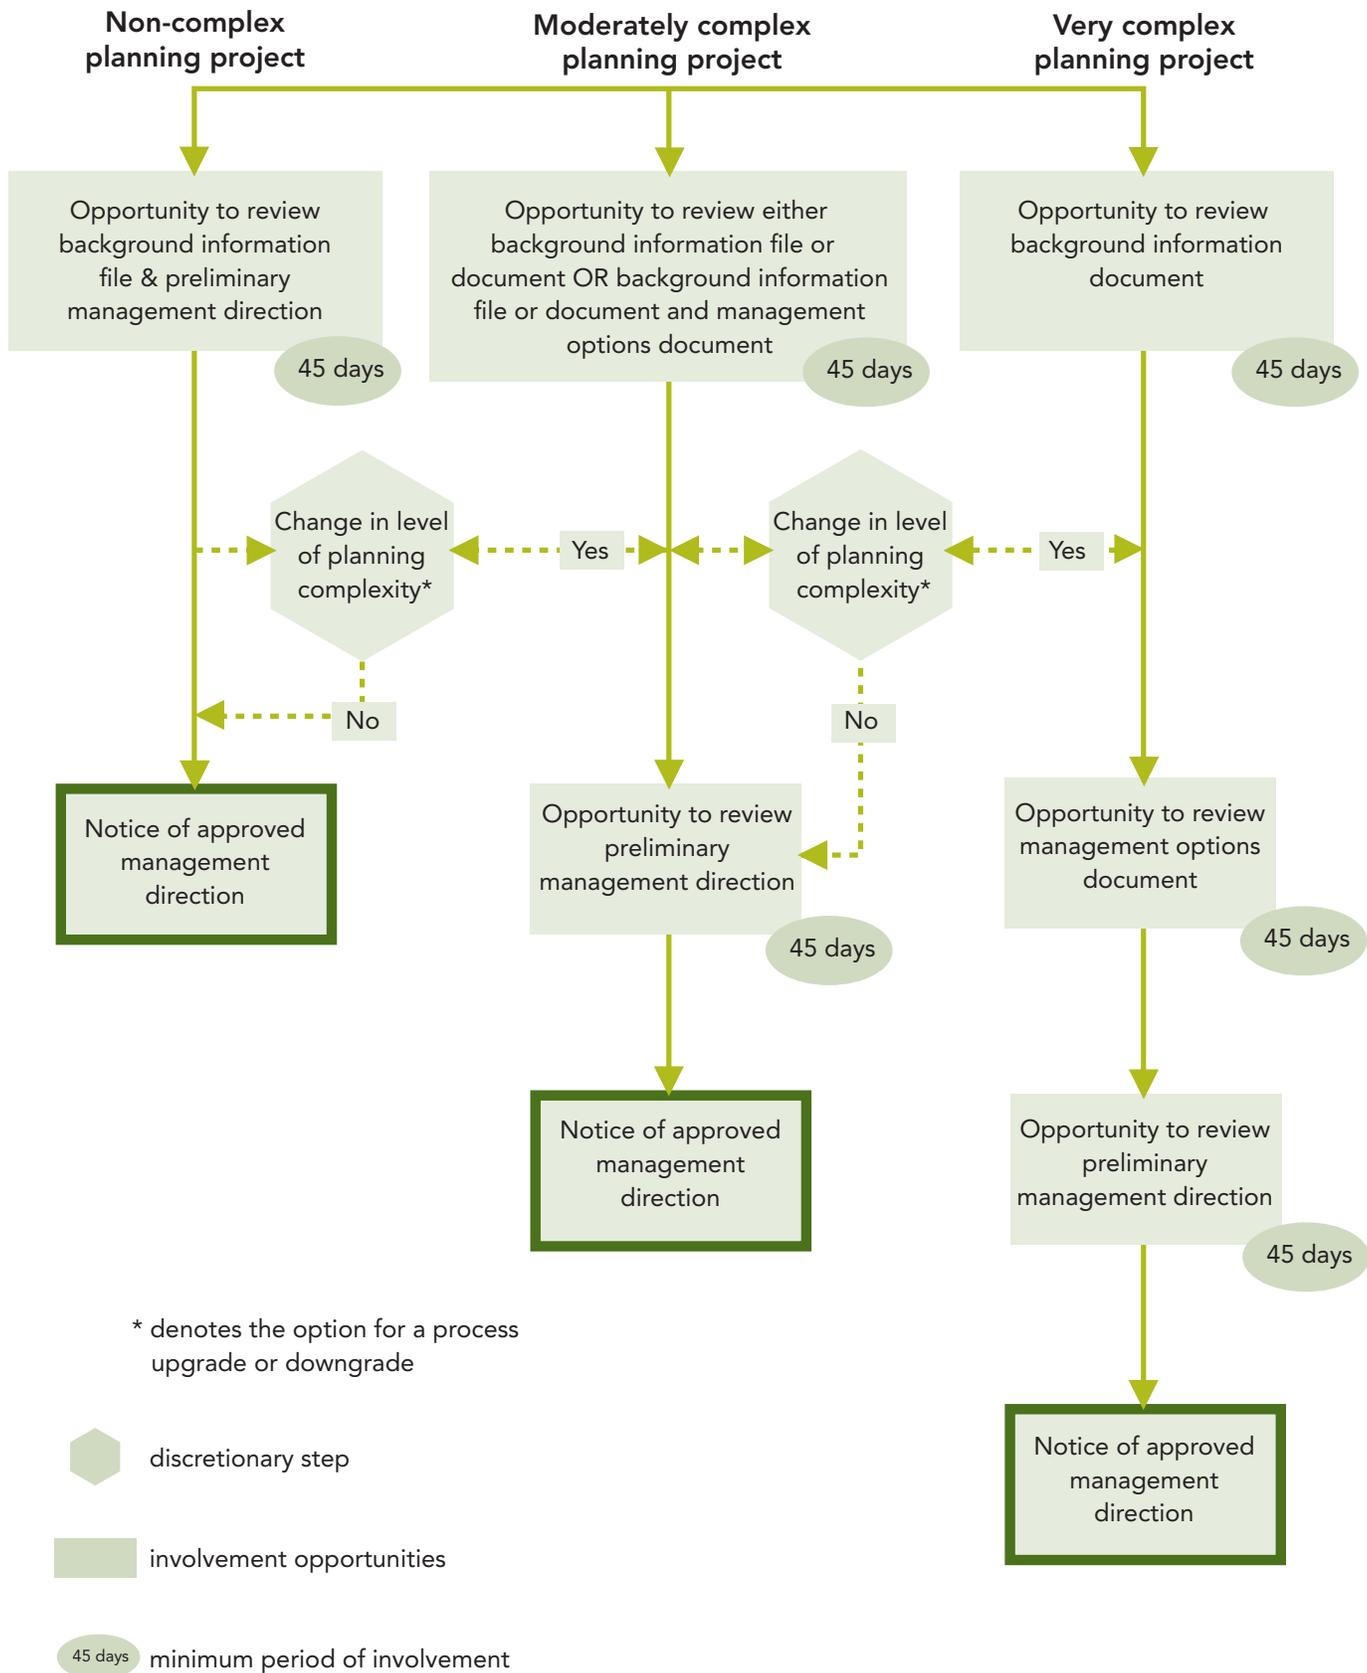 Non-complex
planning project
Moderately complex
planning project
Very complex
planning project
Opportunity to review
background information
file & preliminary
management direction
45 days
Opportunity to review either
background information file or
document OR background information
file or document and management
options document
45 days
Opportunity to review
background information
document
45 days
Change in level
of planning
complexity*
Yes
Change in level
of planning
complexity*
Yes
No
No
Notice of approved
management
direction
Opportunity to review
preliminary
management direction
45 days
Opportunity to review
management options
document
45 days
Notice of approved
management
direction
Opportunity to review
preliminary
management direction
45 days
Notice of approved
management
direction
* denotes the option for a process
upgrade or downgrade
discretionary step
involvement opportunities
45 days minimum period of involvement